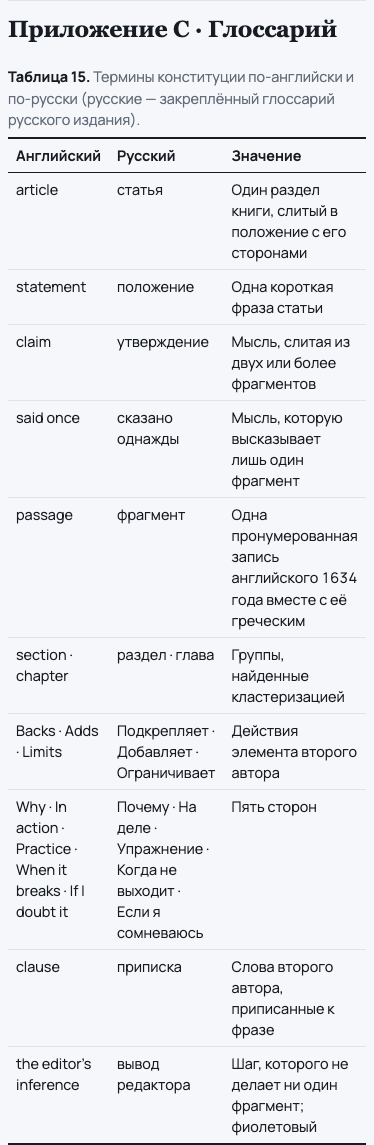 Приложение C · Глоссарий
Таблица 15. Термины конституции по-английски и
по-русски (русские — закреплённый глоссарий
русского издания).
Английский Русский Значение
article статья Один раздел
книги, слитый в
положение с его
сторонами
statement положение Одна короткая
фраза статьи
claim утверждение Мысль, слитая из
двух или более
фрагментов
said once сказано Мысль, которую
однажды высказывает
лишь один
фрагмент
passage фрагмент Одна
пронумерованная
запись
английского 1634
года вместе с её
греческим
section · раздел · глава Группы,
chapter найденные
кластеризацией
Backs · Adds Подкрепляет · Действия
· Limits Добавляет · элемента второго
Ограничивает автора
Why · In Почему · На Пять сторон
action · деле ·
Practice · Упражнение ·
When it Когда не
breaks · If I выходит ·
doubt it Если я
сомневаюсь
clause приписка Слова второго
автора,
приписанные к
фразе
the editor's вывод Шаг, которого не
inference редактора делает ни один
фрагмент;
фиолетовый